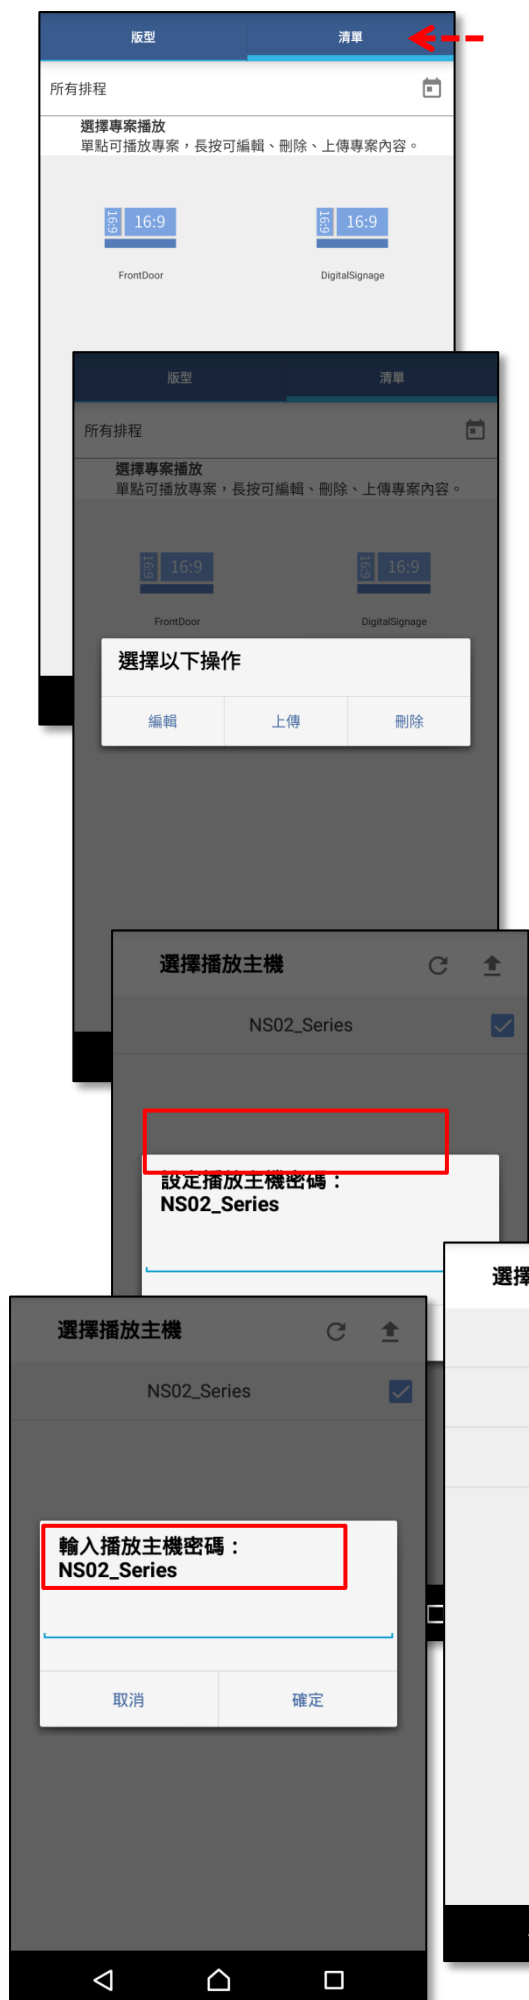 版型 清單
所有排程
選擇專案播放
單點可播放專案，長按可編輯、刪除、上傳專案內容。
16:9 16:9 16:9 16:9
FrontDoor DigitalSignage
版型 清單
所有排程
選擇專案播放
單點可播放專案，長按可編輯、刪除、上傳專案內容。
16:9 16:9 16:9 16:9
FrontDoor DigitalSignage
選擇以下操作
編輯 上傳 刪除
選擇播放主機
NS02_Series
設定播放主機密碼：
NS02_Series
選擇
選擇播放主機
NS02_Series
輸入播放主機密碼：
NS02_Series
取消 確定